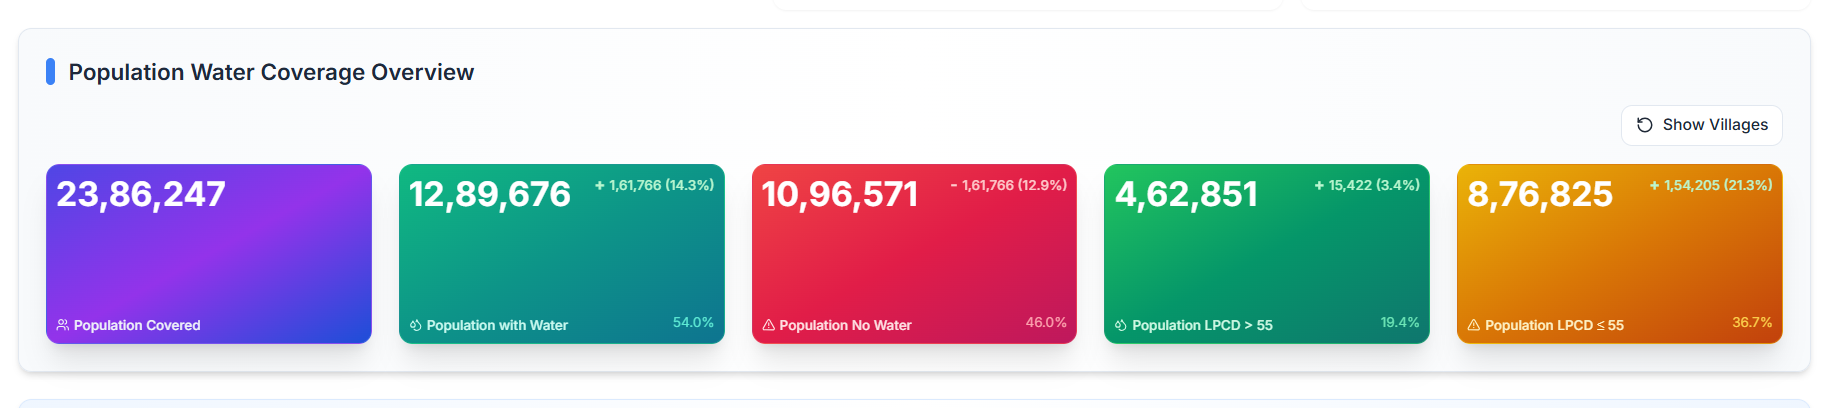 Population Water Coverage Overview
Show Villages
23,86,247
Population Covered
12,89,676
+ 1,61,766 (14.3%)
Population with Water
54.0%
10,96,571
- 1,61,766 (12.9%)
Population No Water
46.0%
4,62,851
+ 15,422 (3.4%)
Population LPCD > 55
19.4%
8,76,825
+ 1,54,205 (21.3%)
Population LPCD ≤ 55
36.7%